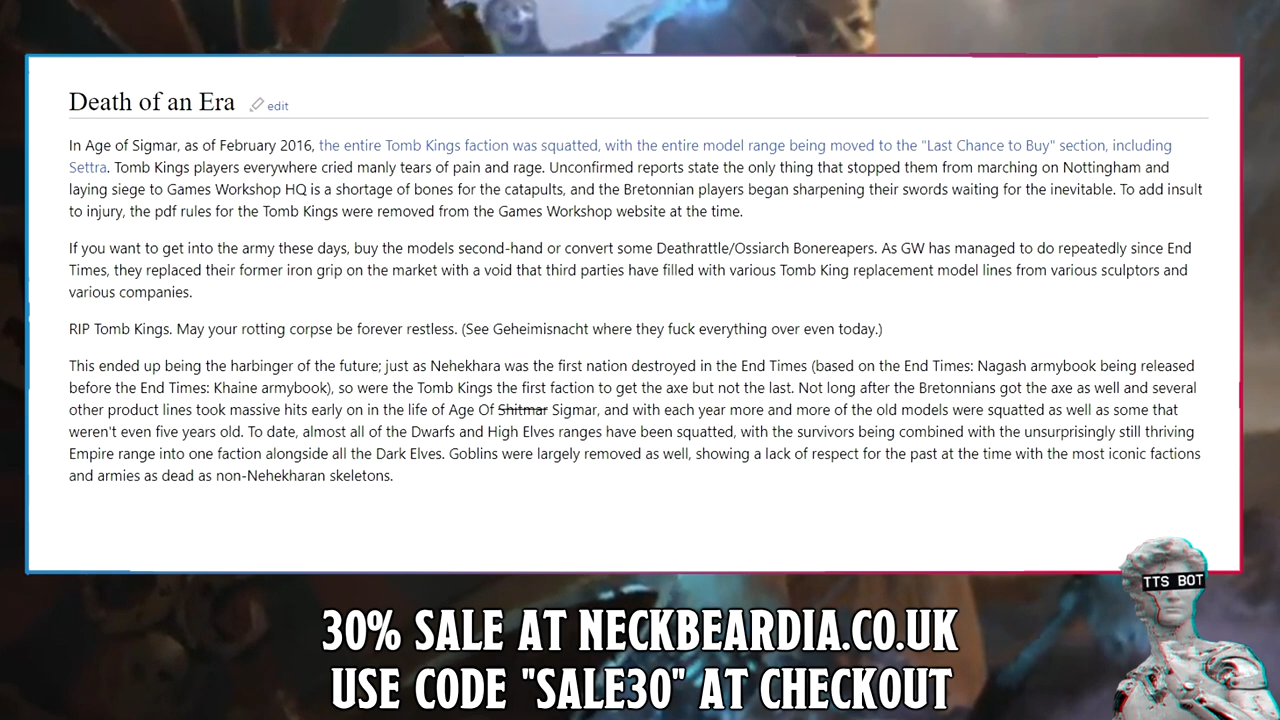 Death of an Era edit
In Age of Sigmar, as of February 2016, the entire Tomb Kings faction was squatted, with the entire model range being moved to the "Last Chance to Buy" section, including
Settra. Tomb Kings players everywhere cried manly tears of pain and rage. Unconfirmed reports state the only thing that stopped them from marching on Nottingham and
laying siege to Games Workshop HQ is a shortage of bones for the catapults, and the Bretonnian players began sharpening their swords waiting for the inevitable. To add insult
to injury, the pdf rules for the Tomb Kings were removed from the Games Workshop website at the time.
If you want to get into the army these days, buy the models second-hand or convert some Deathrattle/Ossiarch Bonereapers. As GW has managed to do repeatedly since End
Times, they replaced their former iron grip on the market with a void that third parties have filled with various Tomb King replacement model lines from various sculptors and
various companies.
RIP Tomb Kings. May your rotting corpse be forever restless. (See Geheimisnacht where they fuck everything over even today.)
This ended up being the harbinger of the future; just as Nehekhara was the first nation destroyed in the End Times (based on the End Times: Nagash armybook being released
before the End Times: Khaine armybook), so were the Tomb Kings the first faction to get the axe but not the last. Not long after the Bretonnians got the axe as well and several
other product lines took massive hits early on in the life of Age Of Shitmar Sigmar, and with each year more and more of the old models were squatted as well as some that
weren't even five years old. To date, almost all of the Dwarfs and High Elves ranges have been squatted, with the survivors being combined with the unsurprisingly still thriving
Empire range into one faction alongside all the Dark Elves. Goblins were largely removed as well, showing a lack of respect for the past at the time with the most iconic factions
and armies as dead as non-Nehekharan skeletons.
TTS BOT
30% SALE AT NECKBEARDIA.CO.UK
USE CODE "SALE30" AT CHECKOUT